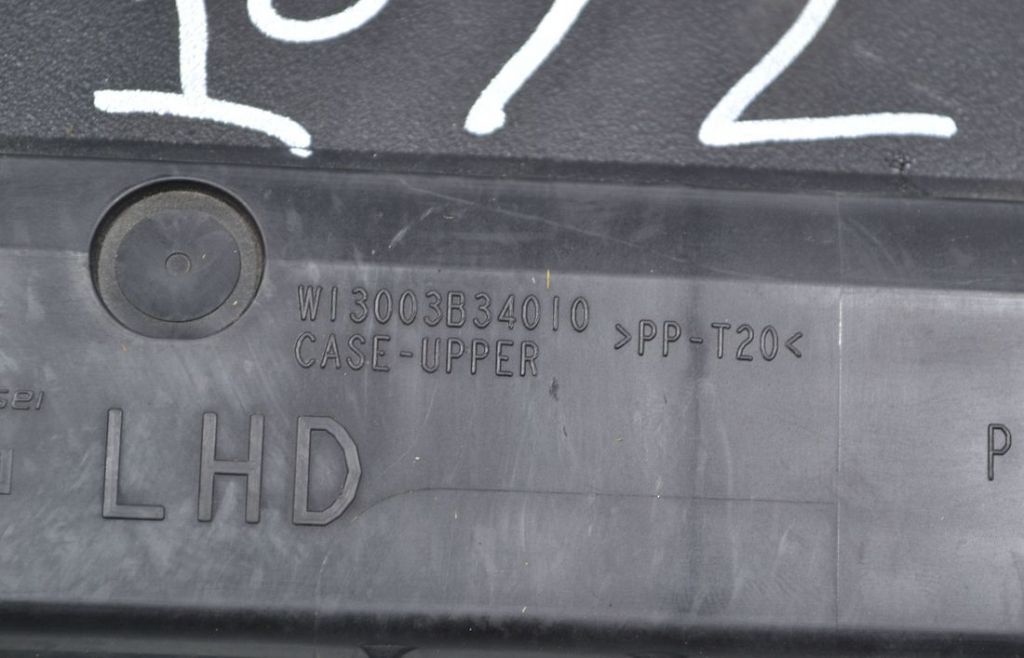 W13003B34010
CASE-UPPER
>PP-T20<
LHD
P